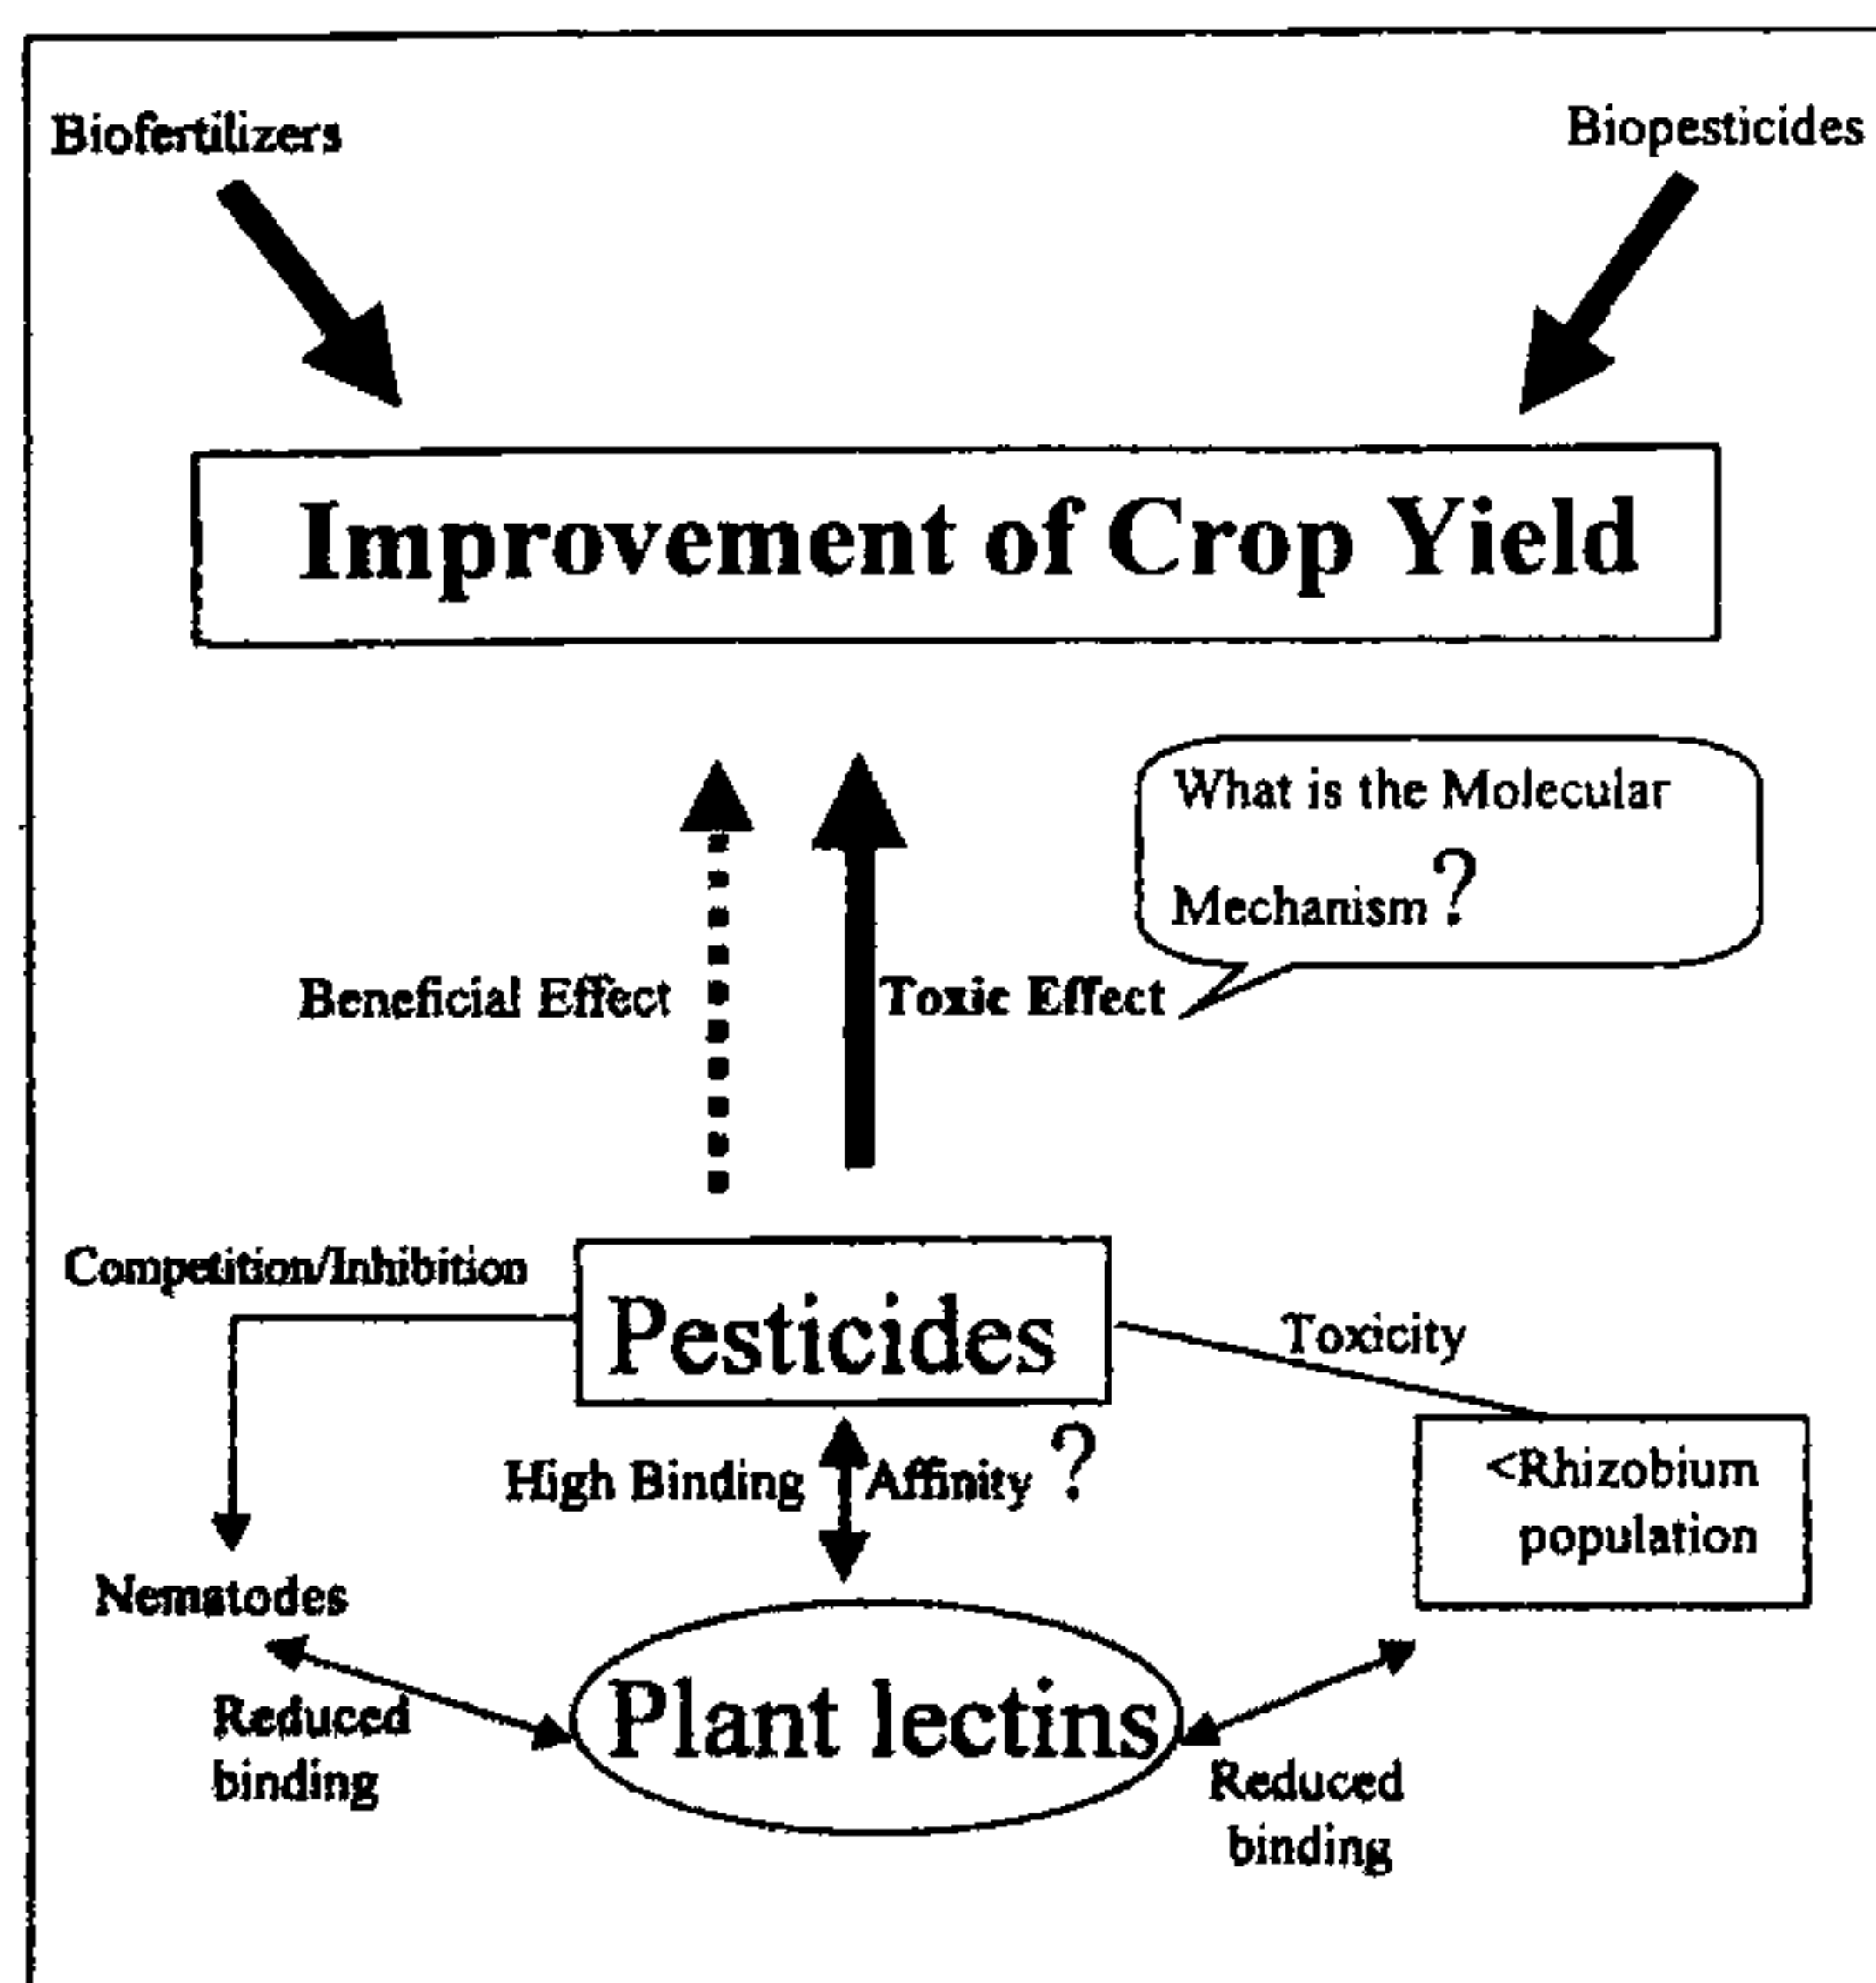 Biofertilizers
Biopesticides
Improvement of Crop Yield
What is the Molecular
Mechanism?
Beneficial Effect
Toxic Effect
Competition/Inhibition
Pesticides
Toxicity
High Binding Affinity ?
<Rhizobium
population
Nematodes
Plant lectins
Reduced
binding
Reduced
binding